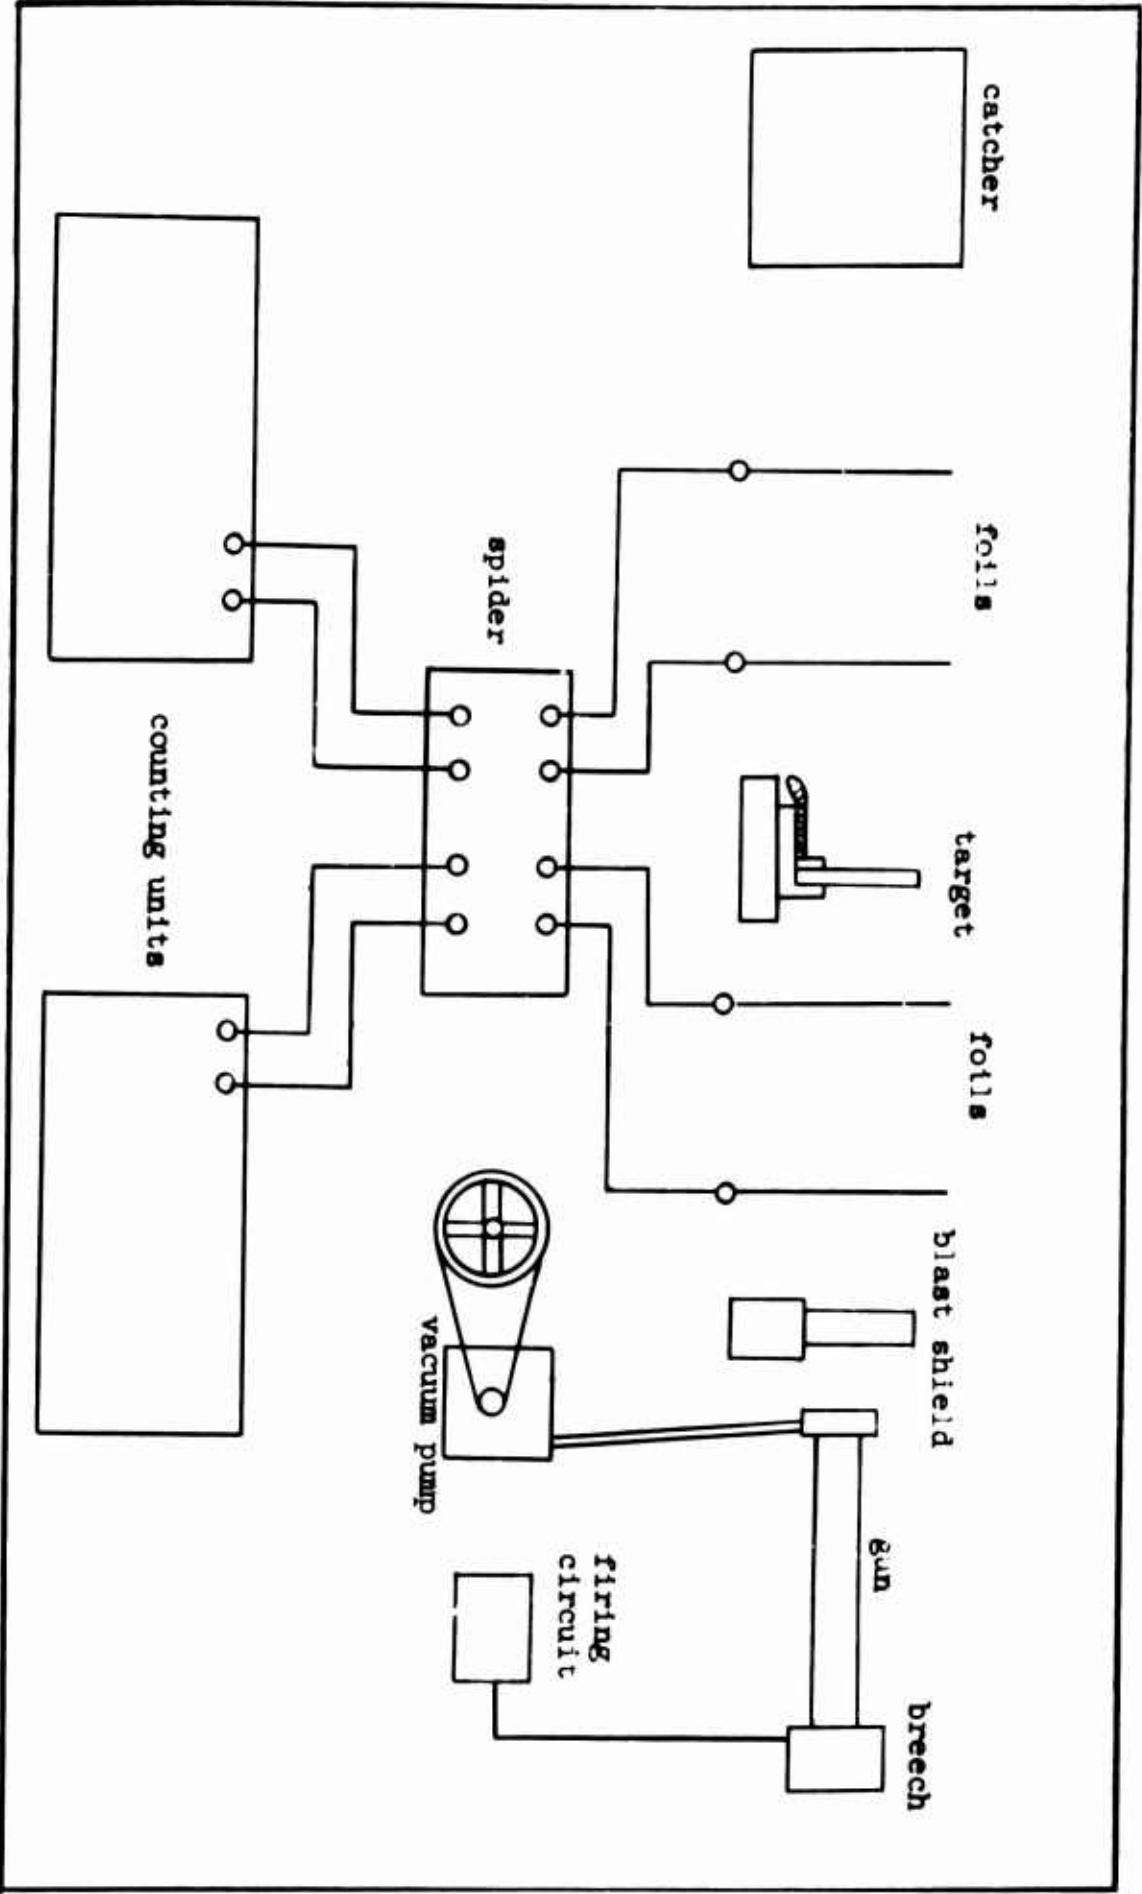 catcher
foils
target
foils
blast shield
gun
breech
spider
vacuum pump
firing
circuit
counting units